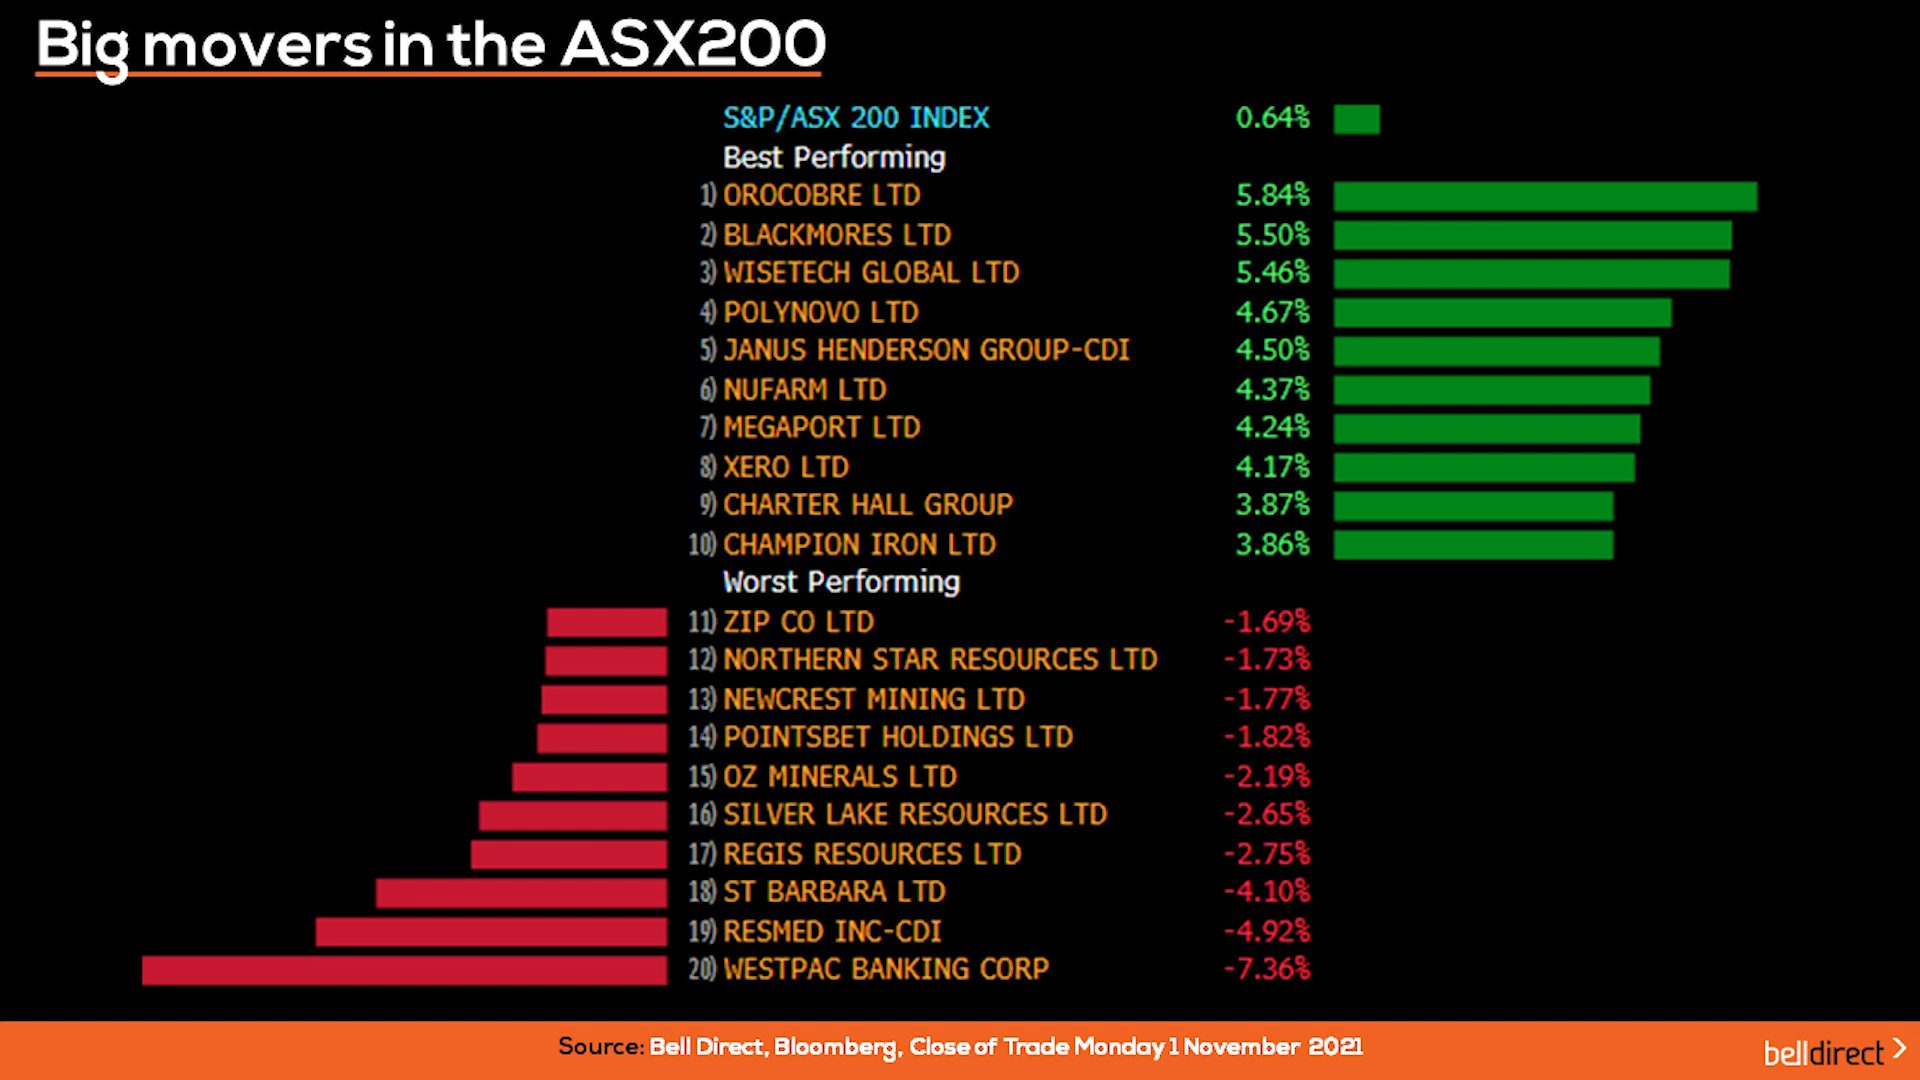 Big movers in the ASX200
S&P/ASX 200 INDEX 0.64%
Best Performing
1) OROCOBRE LTD 5.84%
2) BLACKMORES LTD 5.50%
3) WISETECH GLOBAL LTD 5.46%
4) POLYNOVO LTD 4.67%
5) JANUS HENDERSON GROUP-CDI 4.50%
6) NUFARM LTD 4.37%
7) MEGAPORT LTD 4.24%
8) XERO LTD 4.17%
9) CHARTER HALL GROUP 3.87%
10) CHAMPION IRON LTD 3.86%
Worst Performing
11) ZIP CO LTD -1.69%
12) NORTHERN STAR RESOURCES LTD -1.73%
13) NEWCREST MINING LTD -1.77%
14) POINTSBET HOLDINGS LTD -1.82%
15) OZ MINERALS LTD -2.19%
16) SILVER LAKE RESOURCES LTD -2.65%
17) REGIS RESOURCES LTD -2.75%
18) ST BARBARA LTD -4.10%
19) RESMED INC-CDI -4.92%
20) WESTPAC BANKING CORP -7.36%
Source: Bell Direct, Bloomberg, Close of Trade Monday 1 November 2021
belldirect